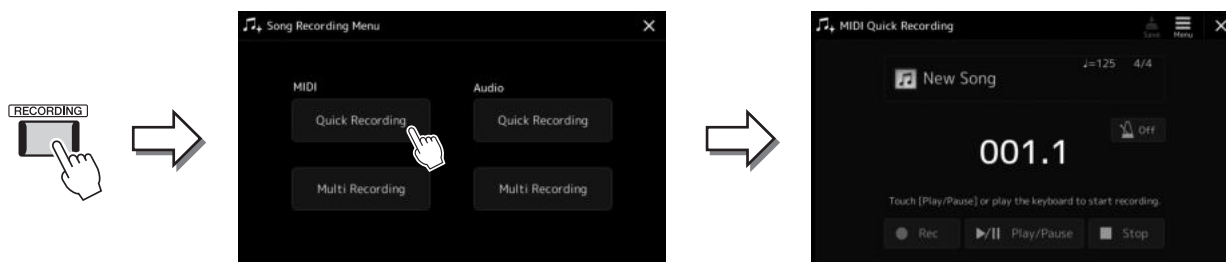 RECORDING
Song Recording Menu
MIDI
Audio
Quick Recording
Quick Recording
Multi Recording
Multi Recording
MIDI Quick Recording
Save
Menu
♩=125 4/4
New Song
Off
001.1
Touch [Play/Pause] or play the keyboard to start recording.
Rec
Play/Pause
Stop